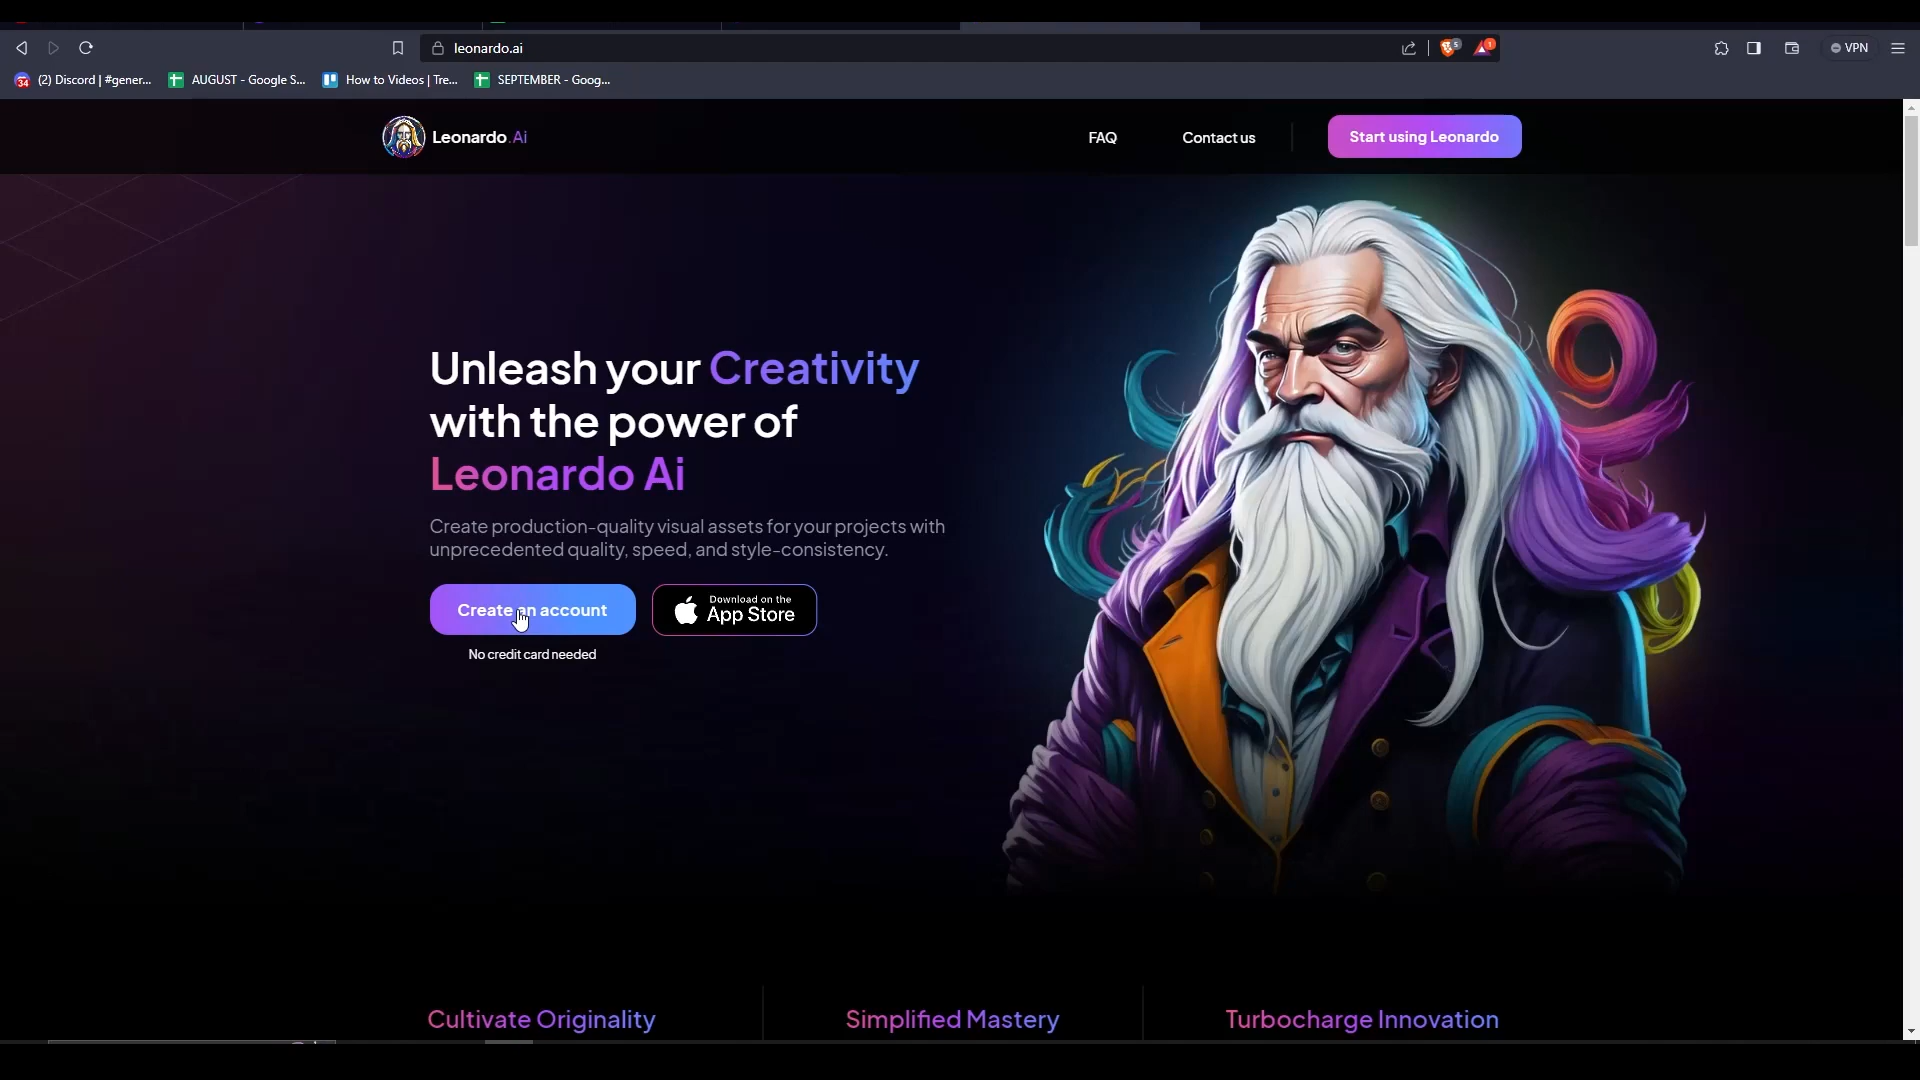 leonardo.ai
5
1
VPN
34
(2) Discord | #gener...
AUGUST - Google S...
How to Videos | Tre...
SEPTEMBER - Goog...
Leonardo.Ai
FAQ
Contact us
Start using Leonardo
Unleash your Creativity
with the power of
Leonardo Ai
Create production-quality visual assets for your projects with
unprecedented quality, speed, and style-consistency.
Create an account
Download on the
App Store
No credit card needed
Cultivate Originality
Simplified Mastery
Turbocharge Innovation